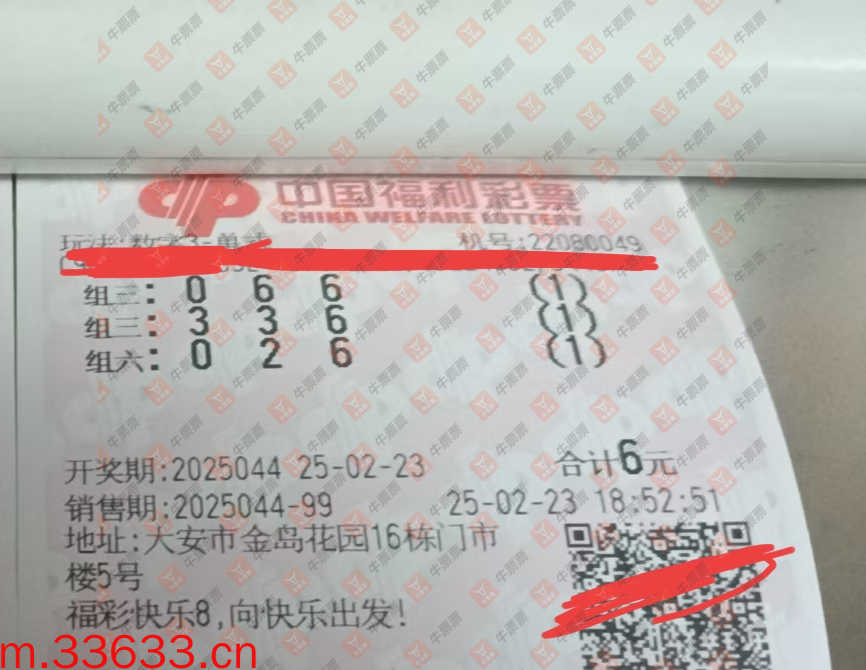 中国福利彩票
CHINA WELFARE LOTTERY
机号:22080049
组三: 0 6 6 (1)
组三: 3 3 6 (1)
组六: 0 2 6 (1)
开奖期:2025044 25-02-23 合计6元
销售期:2025044-99 25-02-23 18:52:51
地址:大安市金岛花园16栋门市
楼5号
福彩快乐8,向快乐出发!
m.33633.cn
牛票票